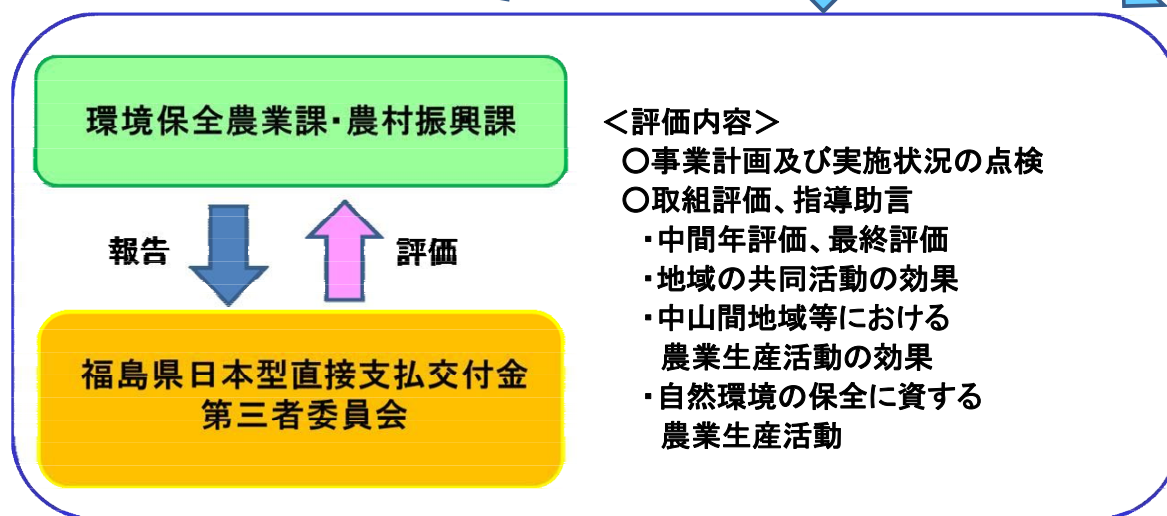 環境保全農業課・農村振興課
報告
評価
福島県日本型直接支払交付金
第三者委員会
＜評価内容＞
〇事業計画及び実施状況の点検
〇取組評価、指導助言
・中間年評価、最終評価
・地域の共同活動の効果
・中山間地域等における
農業生産活動の効果
・自然環境の保全に資する
農業生産活動